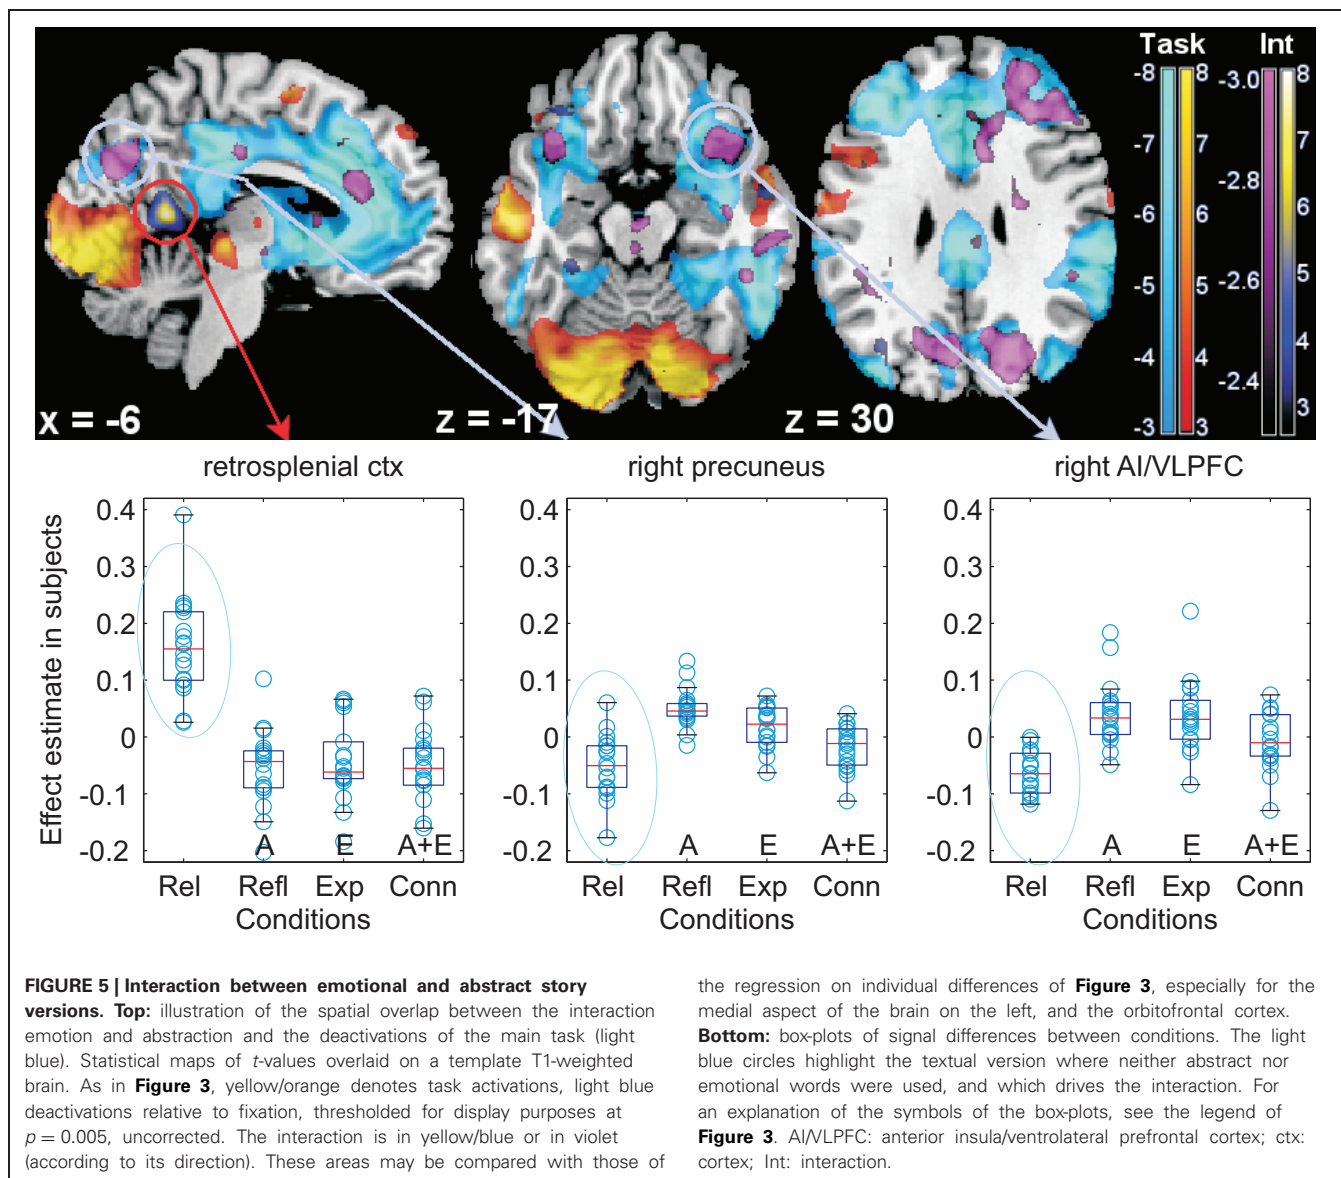 Task Int
-8 8 -3.0 8
-7 7 7
-2.8
-6 6 6
-5 5 -2.6 5
-4 4 4
-2.4
-3 3 3
x = -6 z = -17 z = 30
retrosplenial ctx right precuneus right AI/VLPFC
Effect estimate in subjects
0.4 0.4 0.4
0.3 0.3 0.3
0.2 0.2 0.2
0.1 0.1 0.1
0 0 0
-0.1 -0.1 -0.1
-0.2 -0.2 -0.2
A E A+E A E A+E A E A+E
Rel Refl Exp Conn Rel Refl Exp Conn Rel Refl Exp Conn
Conditions Conditions Conditions
FIGURE 5 | Interaction between emotional and abstract story
versions. Top: illustration of the spatial overlap between the interaction
emotion and abstraction and the deactivations of the main task (light
blue). Statistical maps of t-values overlaid on a template T1-weighted
brain. As in Figure 3, yellow/orange denotes task activations, light blue
deactivations relative to fixation, thresholded for display purposes at
p = 0.005, uncorrected. The interaction is in yellow/blue or in violet
(according to its direction). These areas may be compared with those of
the regression on individual differences of Figure 3, especially for the
medial aspect of the brain on the left, and the orbitofrontal cortex.
Bottom: box-plots of signal differences between conditions. The light
blue circles highlight the textual version where neither abstract nor
emotional words were used, and which drives the interaction. For
an explanation of the symbols of the box-plots, see the legend of
Figure 3. AI/VLPFC: anterior insula/ventrolateral prefrontal cortex; ctx:
cortex; Int: interaction.